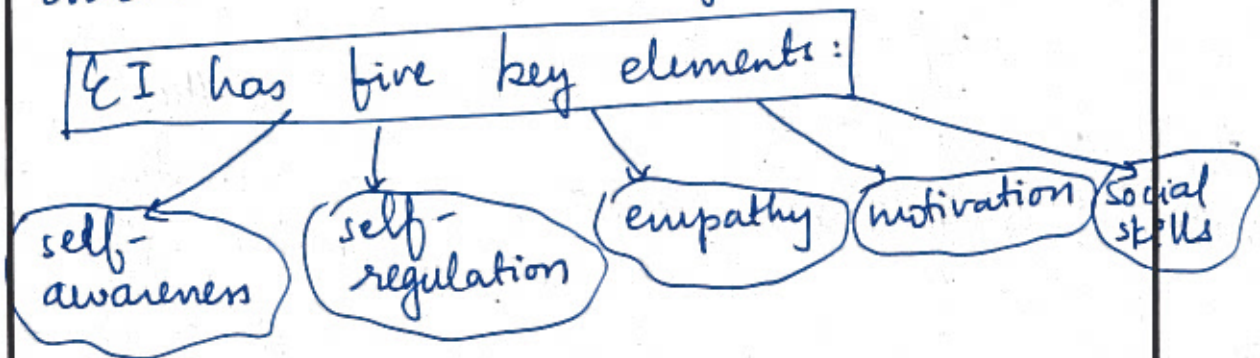 EI has five key elements:
self-
awareness
self-
regulation
empathy
motivation
social
skills